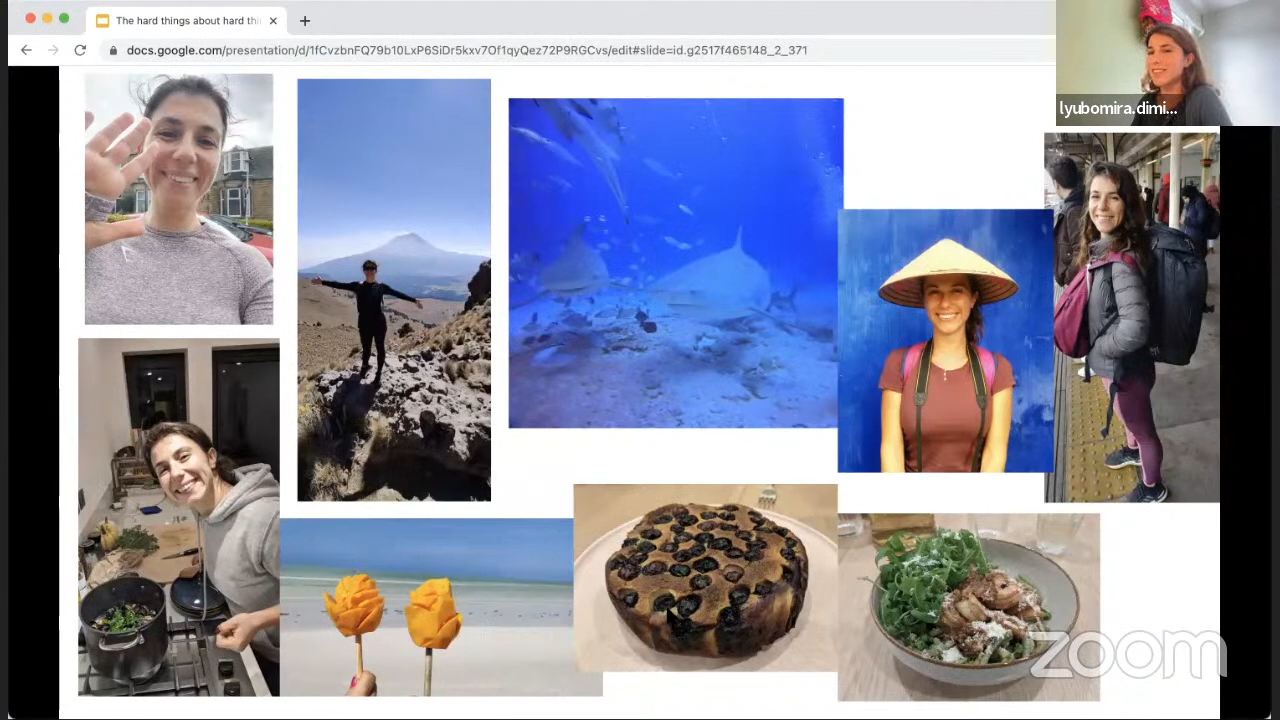 The hard things about hard thi
docs.google.com/presentation/d/1fCvzbnFQ79b10LxP6SiDr5kxv7Of1qyQez72P9RGCvs/edit#slide=id.g2517f465148_2_371
lyubomira.dimi...
zoom